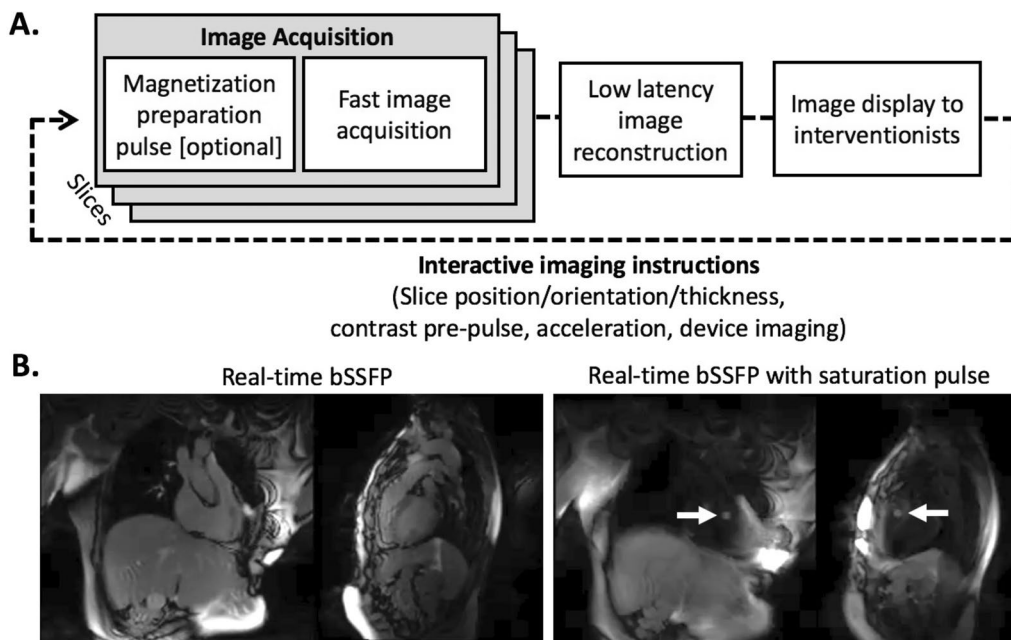 A.
Image Acquisition
Magnetization
preparation
pulse [optional]
Fast image
acquisition
Low latency
image
reconstruction
Image display to
interventionists
Slices
Interactive imaging instructions
(Slice position/orientation/thickness,
contrast pre-pulse, acceleration, device imaging)
B.
Real-time bSSFP
Real-time bSSFP with saturation pulse